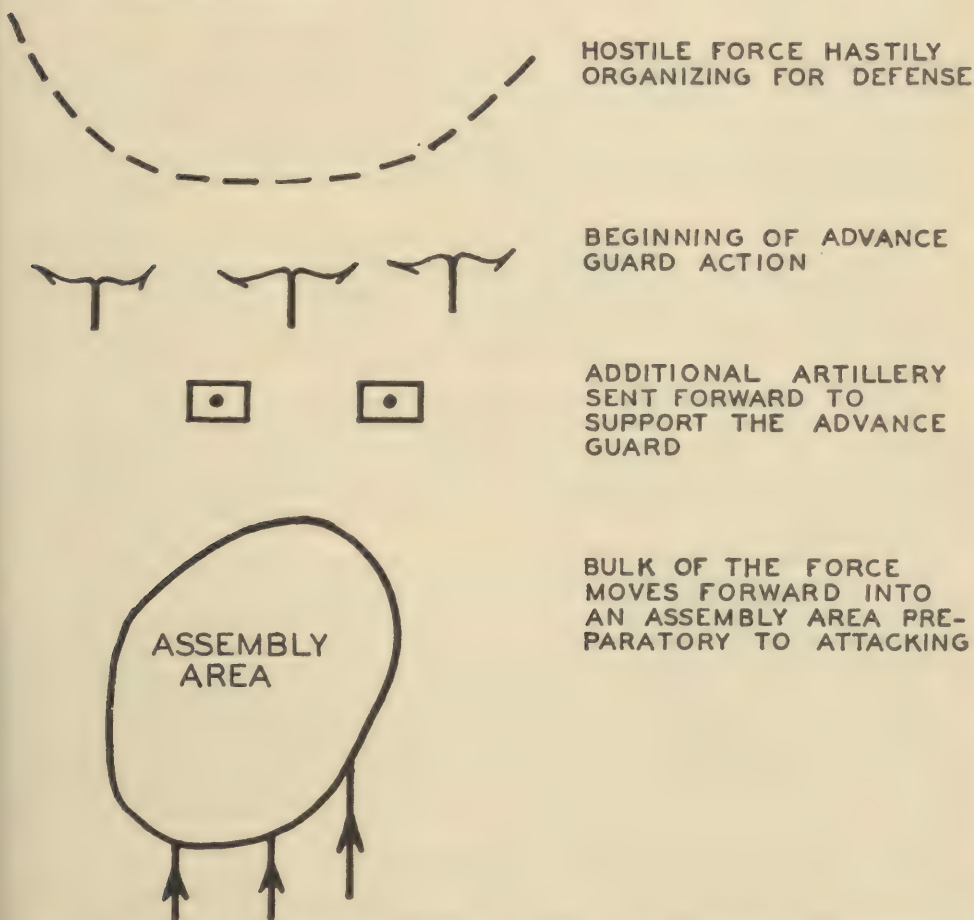 HOSTILE FORCE HASTILY
ORGANIZING FOR DEFENSE
BEGINNING OF ADVANCE
GUARD ACTION
ADDITIONAL ARTILLERY
SENT FORWARD TO
SUPPORT THE ADVANCE
GUARD
BULK OF THE FORCE
MOVES FORWARD INTO
AN ASSEMBLY AREA PRE-
PARATORY TO ATTACKING
ASSEMBLY
AREA